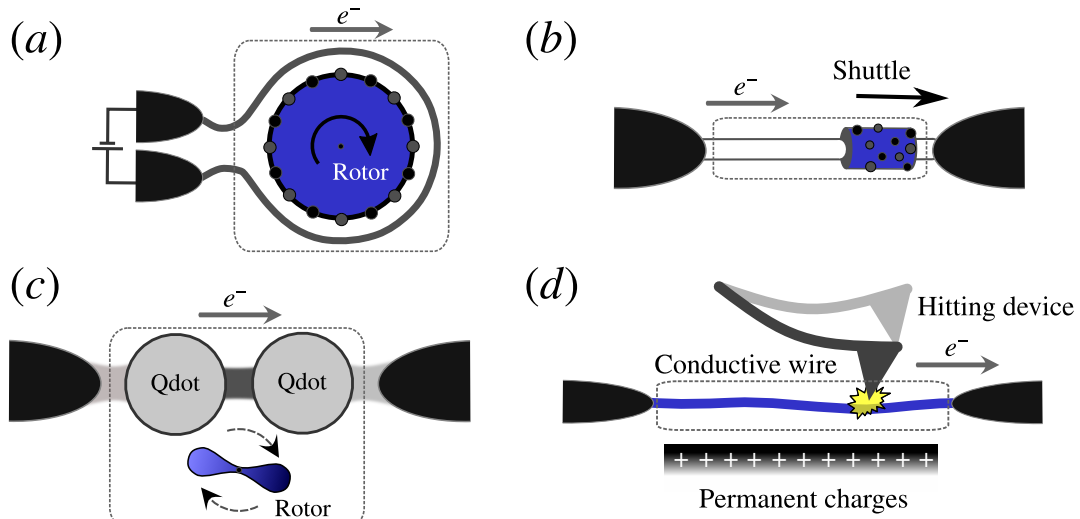 (a)
e⁻
Rotor
(b)
e⁻
Shuttle
(c)
e⁻
Qdot
Qdot
Rotor
(d)
Hitting device
e⁻
Conductive wire
+ + + + + + + + + + +
Permanent charges